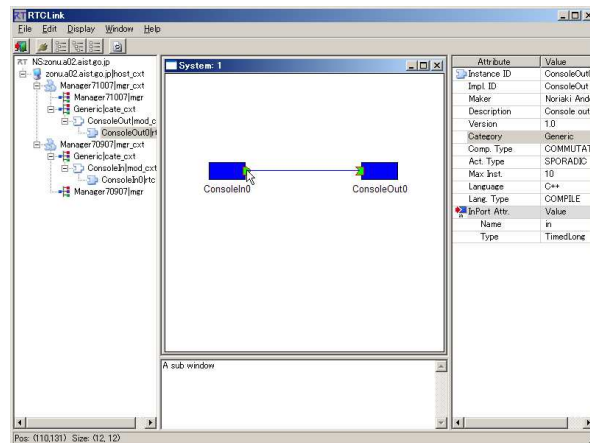 RTCLink
File Edit Display Window Help
RT NS:zonu.a02.aist.go.jp
zonu.a02.aist.go.jp|host_cxt
Manager71007|mgr_cxt
Manager71007|mgr
Generic|cate_cxt
ConsoleOut|mod_c
ConsoleOut0|rt
Manager70907|mgr_cxt
Generic|cate_cxt
ConsoleIn|mod_cxt
ConsoleIn0|rtc
Manager70907|mgr
System: 1
ConsoleIn0 ConsoleOut0
A sub window
Attribute Value
Instance ID ConsoleOut
Impl. ID ConsoleOut
Maker Noriaki And
Description Console out
Version 1.0
Category Generic
Comp. Type COMMUTAT
Act. Type SPORADIC
Max Inst. 10
Language C++
Lang. Type COMPILE
InPort Attr. Value
Name in
Type TimedLong
Pos: (110,131) Size: (12, 12)